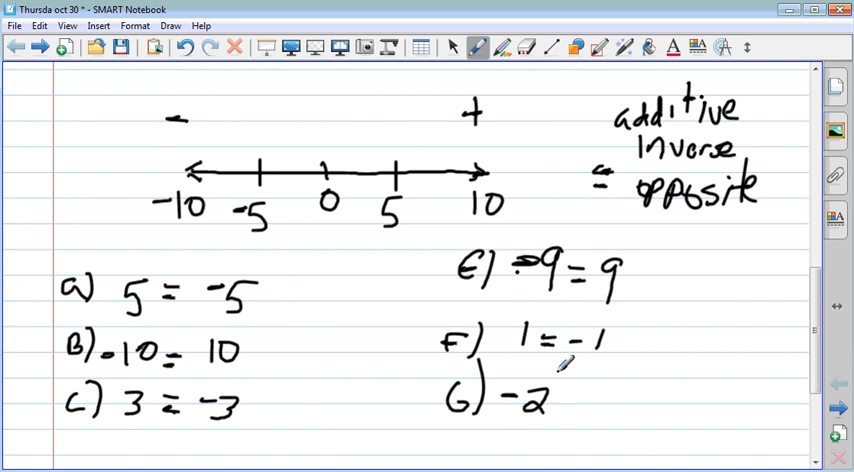 Thursda oct 30 * - SMART Notebook
File Edit View Insert Format Draw Help
- +
additive
Inverse
= opposite
-10 -5 0 5 10
a) 5 = -5
B) -10 = 10
C) 3 = -3
E) -9 = 9
F) 1 = -1
G) -2